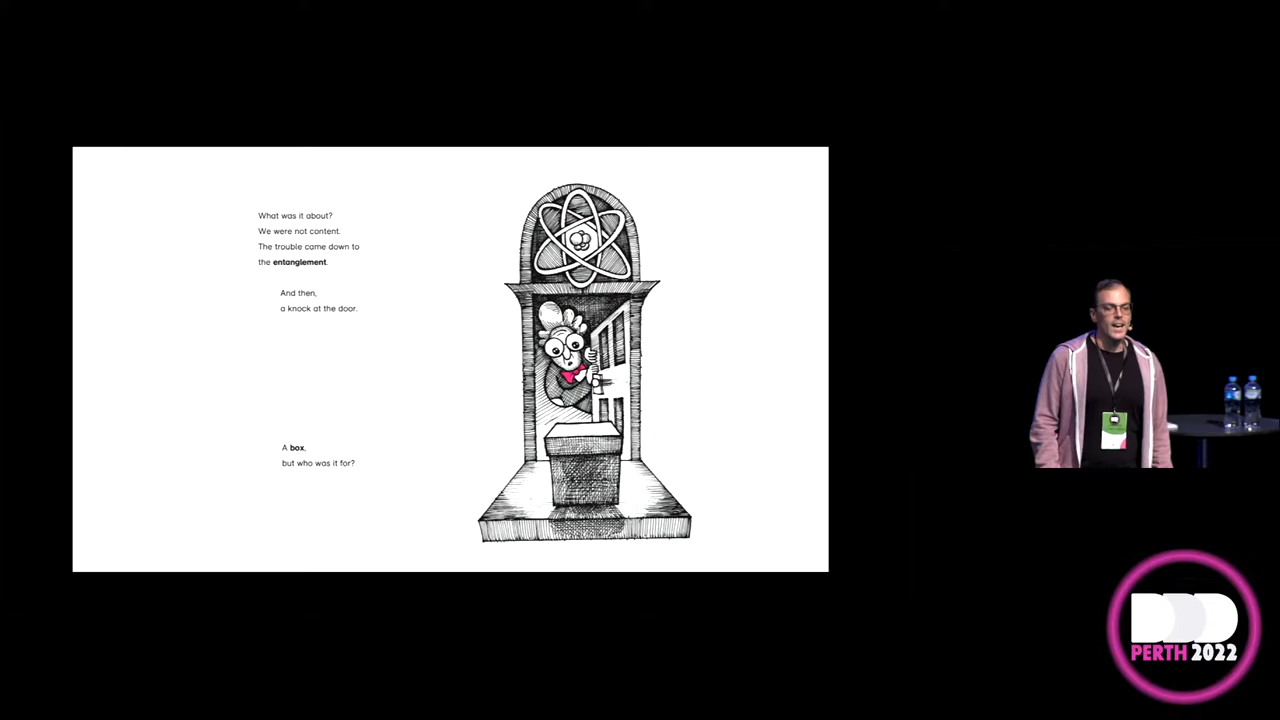 What was it about?
We were not content.
The trouble came down to
the entanglement.
And then,
a knock at the door.
A box,
but who was it for?
DDD
PERTH 2022